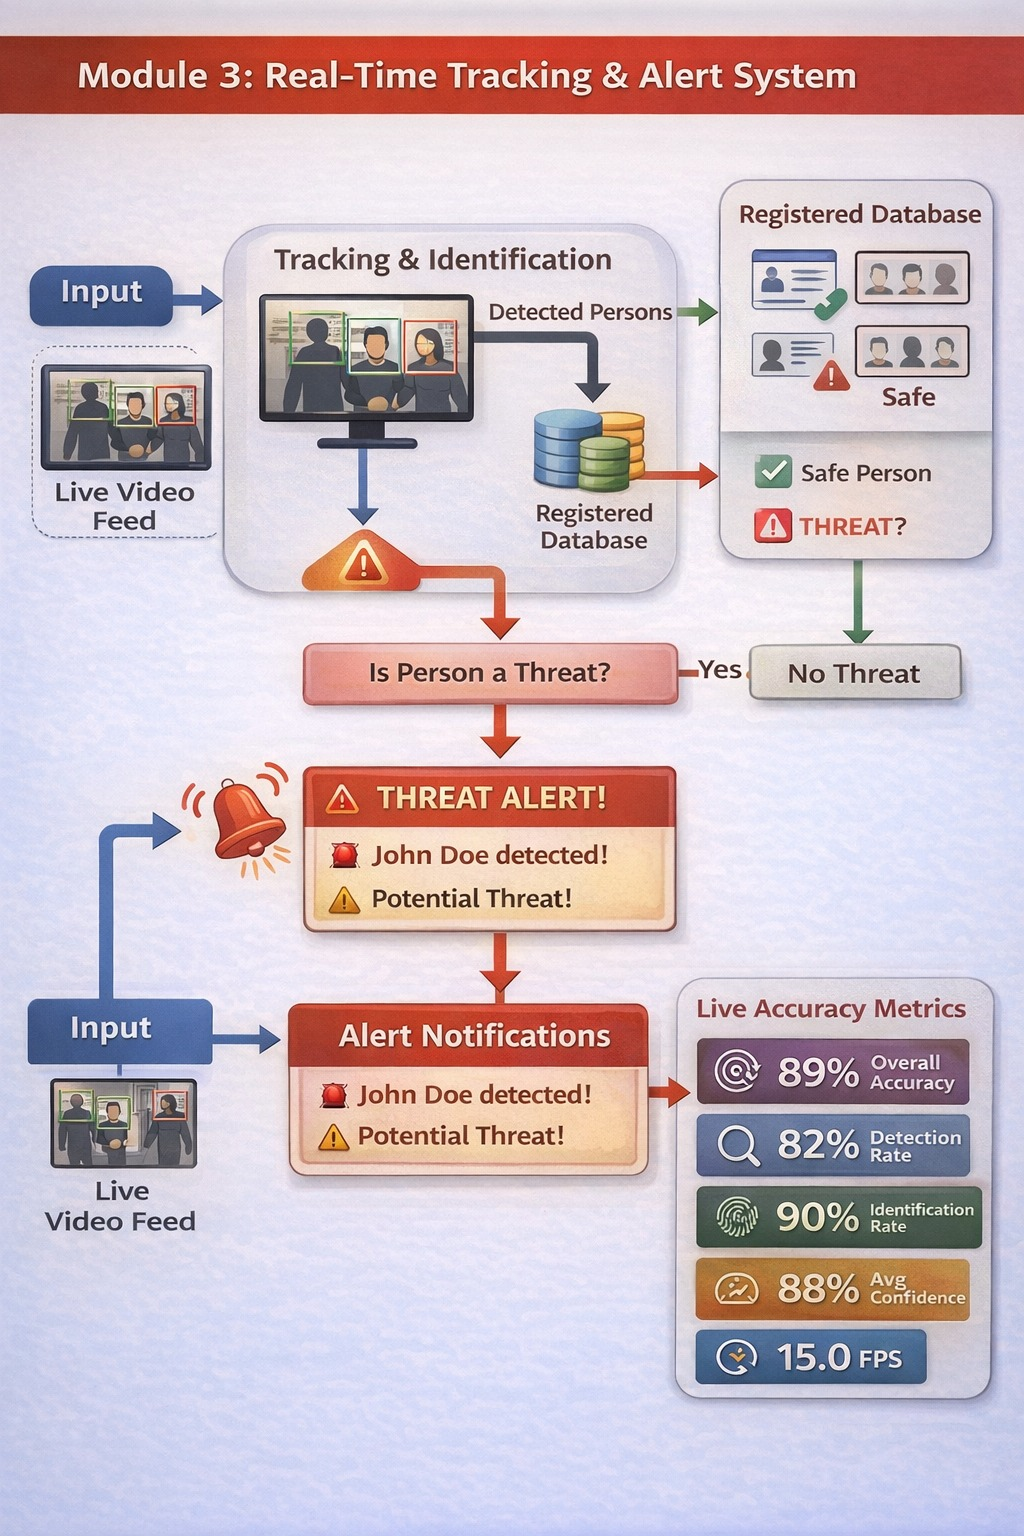 Module 3: Real-Time Tracking & Alert System
Input
Live Video
Feed
Tracking & Identification
Detected Persons
Registered
Database
Registered Database
Safe
Safe Person
THREAT?
Is Person a Threat?
Yes
No Threat
THREAT ALERT!
John Doe detected!
Potential Threat!
Input
Live
Video Feed
Alert Notifications
John Doe detected!
Potential Threat!
Live Accuracy Metrics
89% Overall
Accuracy
82% Detection
Rate
90% Identification
Rate
88% Avg
Confidence
15.0 FPS